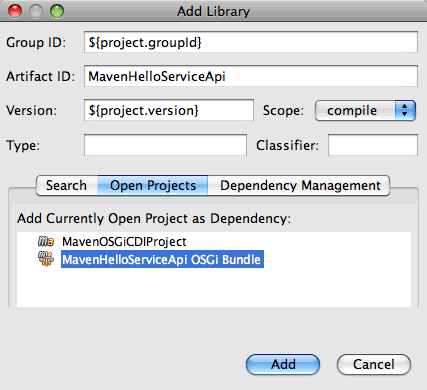 Add Library
Group ID: ${project.groupId}
Artifact ID: MavenHelloServiceApi
Version: ${project.version} Scope: compile
Type: Classifier:
Search Open Projects Dependency Management
Add Currently Open Project as Dependency:
MavenOSGiCDIProject
MavenHelloServiceApi OSGi Bundle
Add Cancel